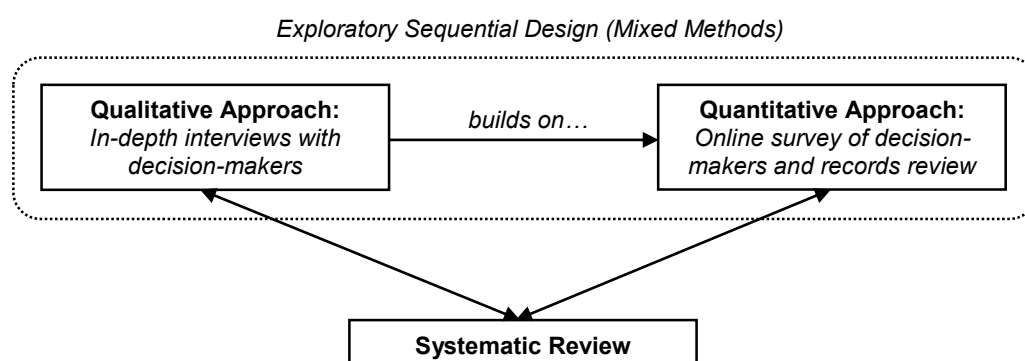 Exploratory Sequential Design (Mixed Methods)
Qualitative Approach:
In-depth interviews with
decision-makers
builds on…
Quantitative Approach:
Online survey of decision-
makers and records review
Systematic Review